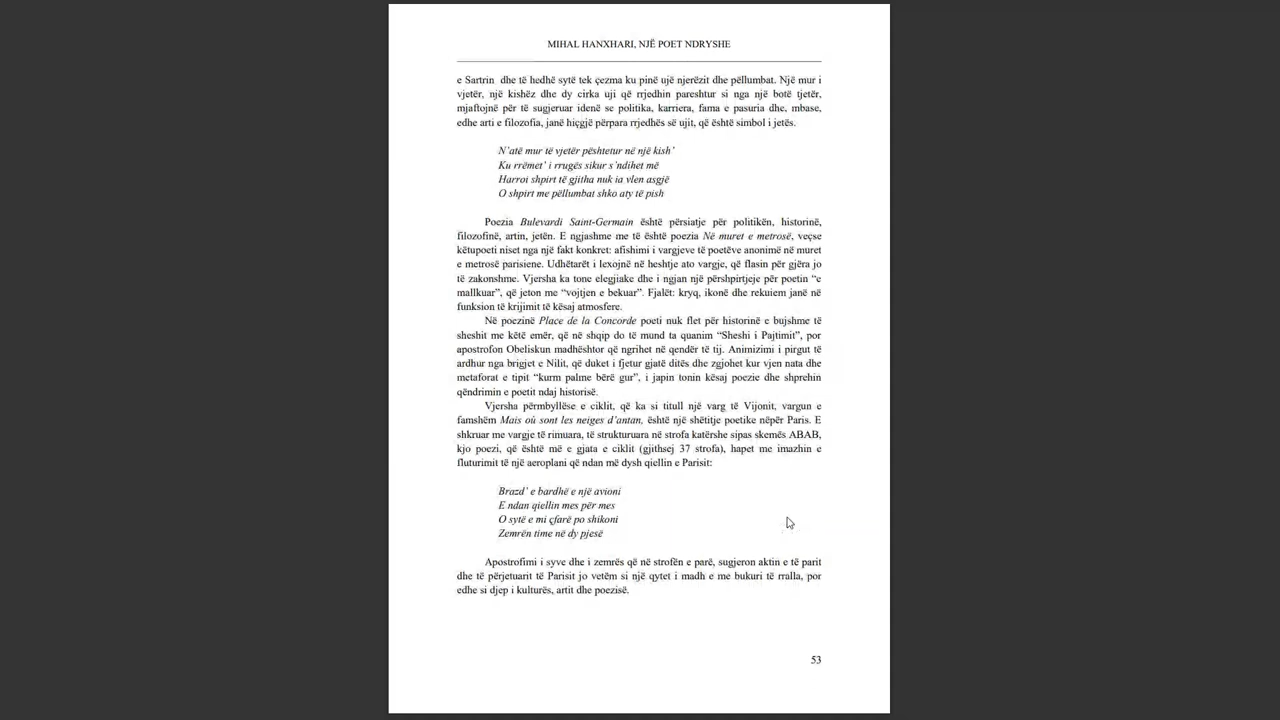 MIHAL HANXHARI, NJË POET NDRYSHE
e Sartrin dhe të hedhë sytë tek çezma ku pinë ujë njerëzit dhe pëllumbat. Një mur i
vjetër, një kishëz dhe dy cirka uji që rrjedhin pareshtur si nga një botë tjetër,
mjaftojnë për të sugjeruar idenë se politika, karriera, fama e pasuria dhe, mbase,
edhe arti e filozofia, janë hiçgjë përpara rrjedhës së ujit, që është simbol i jetës.
N’atë mur të vjetër pështetur në një kish’
Ku rrëmet’ i rrugës sikur s’ndihet më
Harroi shpirt të gjitha nuk ia vlen asgjë
O shpirt me pëllumbat shko aty të pish
Poezia Bulevardi Saint-Germain është përsiatje për politikën, historinë,
filozofinë, artin, jetën. E ngjashme me të është poezia Në muret e metrosë, veçse
këtupoeti niset nga një fakt konkret: afishimi i vargjeve të poetëve anonimë në muret
e metrosë parisiene. Udhëtarët i lexojnë në heshtje ato vargje, që flasin për gjëra jo
të zakonshme. Vjersha ka tone elegjiake dhe i ngjan një përshpirtjeje për poetin “e
mallkuar”, që jeton me “vojtjen e bekuar”. Fjalët: kryq, ikonë dhe rekuiem janë në
funksion të krijimit të kësaj atmosfere.
Në poezinë Place de la Concorde poeti nuk flet për historinë e bujshme të
sheshit me këtë emër, që në shqip do të mund ta quanim “Sheshi i Pajtimit”, por
apostrofon Obeliskun madhështor që ngrihet në qendër të tij. Animizimi i pirgut të
ardhur nga brigjet e Nilit, që duket i fjetur gjatë ditës dhe zgjohet kur vjen nata dhe
metaforat e tipit “kurm palme bërë gur”, i japin tonin kësaj poezie dhe shprehin
qëndrimin e poetit ndaj historisë.
Vjersha përmbyllëse e ciklit, që ka si titull një varg të Vijonit, vargun e
famshëm Mais où sont les neiges d’antan, është një shëtitje poetike nëpër Paris. E
shkruar me vargje të rimuara, të strukturuara në strofa katërshe sipas skemës ABAB,
kjo poezi, që është më e gjata e ciklit (gjithsej 37 strofa), hapet me imazhin e
fluturimit të një aeroplani që ndan më dysh qiellin e Parisit:
Brazd’ e bardhë e një avioni
E ndan qiellin mes për mes
O sytë e mi çfarë po shikoni
Zemrën time në dy pjesë
Apostrofimi i syve dhe i zemrës që në strofën e parë, sugjeron aktin e të parit
dhe të përjetuarit të Parisit jo vetëm si një qytet i madh e me bukuri të rralla, por
edhe si djep i kulturës, artit dhe poezisë.
53